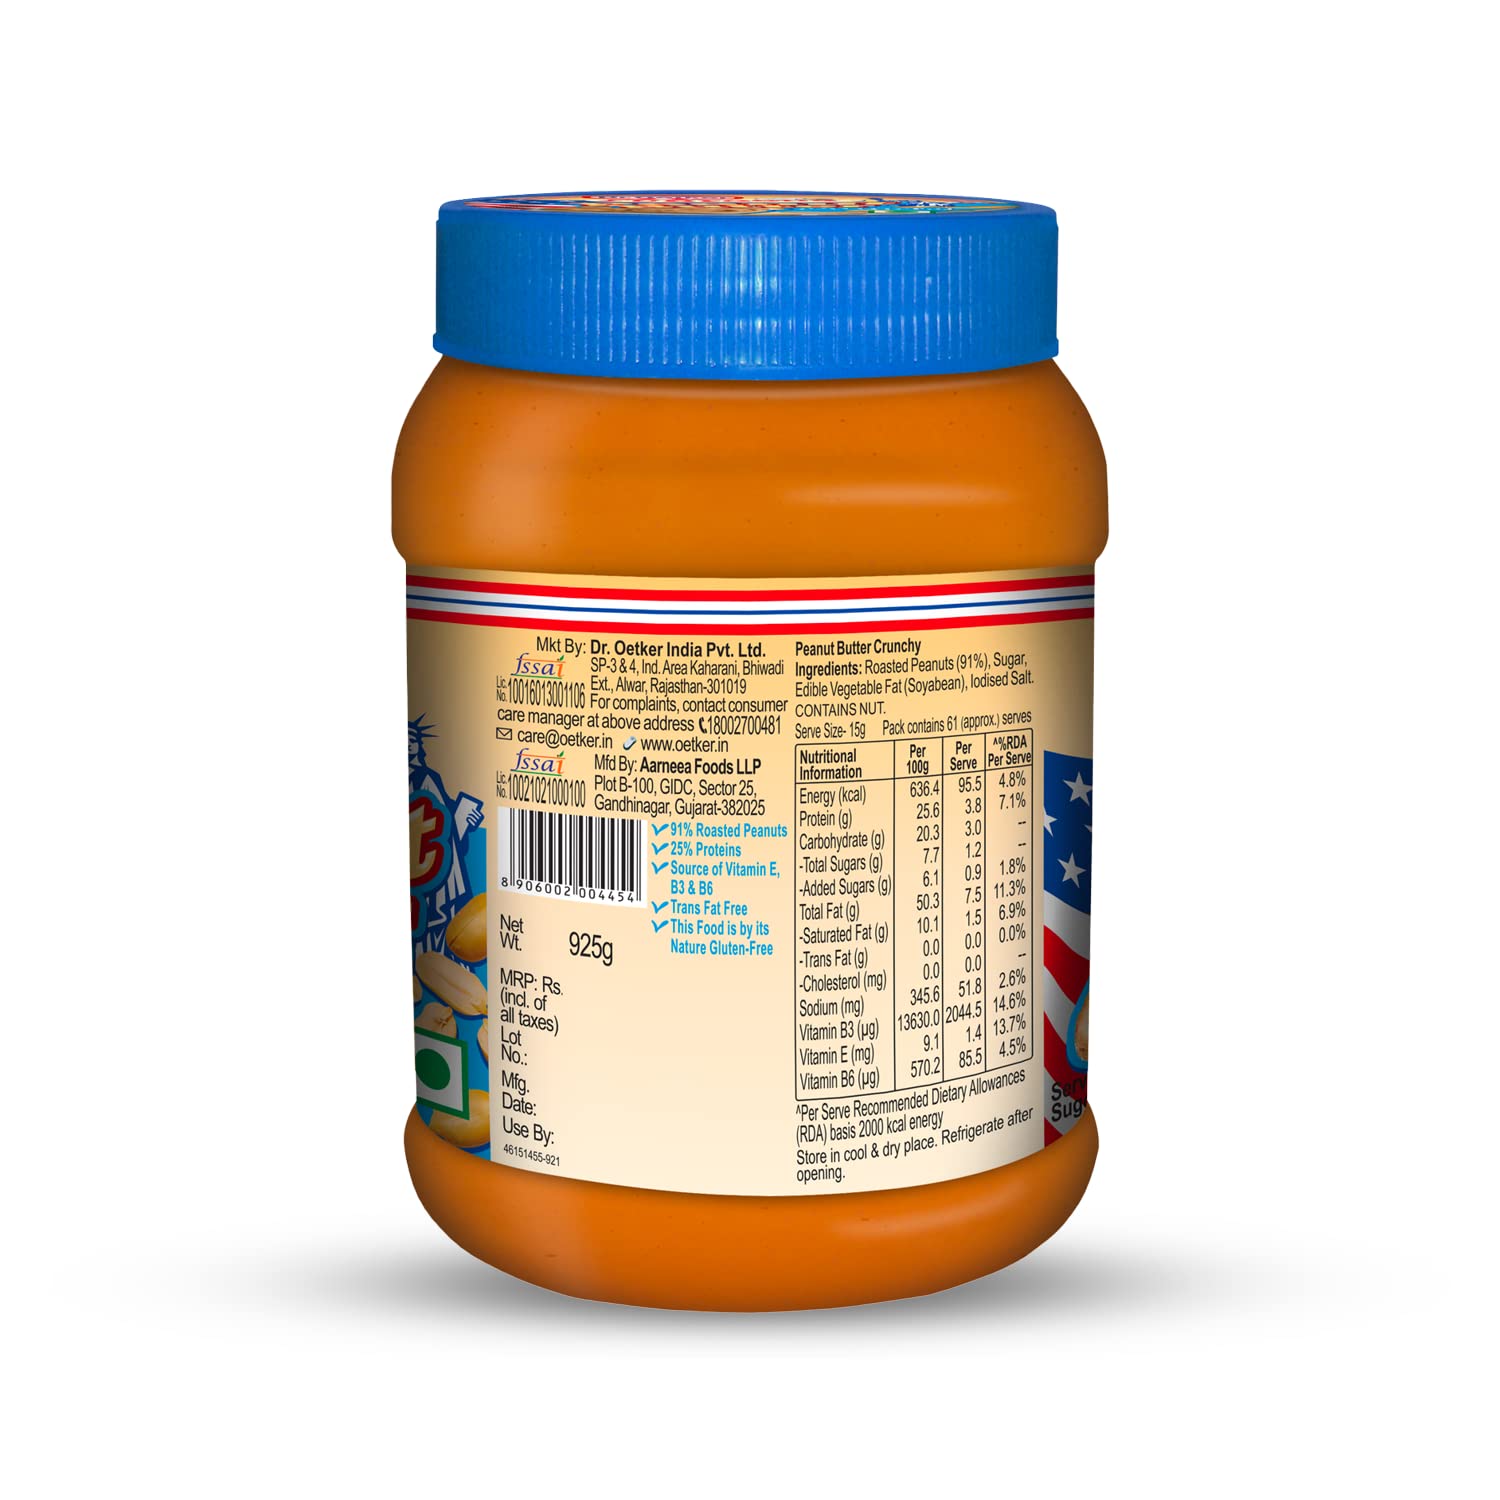 Mkt By: Dr. Oetker India Pvt. Ltd.
fssai
SP-3 & 4, Ind. Area Kaharani, Bhiwadi
Lic. No. 10016013001106
Ext., Alwar, Rajasthan-301019
For complaints, contact consumer
care manager at above address 18002700481
care@oetker.in www.oetker.in
fssai
Lic. No. 10021021000100
Mfd By: Aarneea Foods LLP
Plot B-100, GIDC, Sector 25,
Gandhinagar, Gujarat-382025
8 906002 004454
91% Roasted Peanuts
25% Proteins
Source of Vitamin E,
B3 & B6
Trans Fat Free
This Food is by its
Nature Gluten-Free
Net
Wt. 925g
MRP: Rs.
(incl. of
all taxes)
Lot
No.:
Mfg.
Date:
Use By:
46151455-921
Peanut Butter Crunchy
Ingredients: Roasted Peanuts (91%), Sugar,
Edible Vegetable Fat (Soyabean), Iodised Salt.
CONTAINS NUT.
Serve Size- 15g Pack contains 61 (approx.) serves
Nutritional Information Per 100g Per Serve ^%RDA Per Serve
Energy (kcal) 636.4 95.5 4.8%
Protein (g) 25.6 3.8 7.1%
Carbohydrate (g) 20.3 3.0 --
-Total Sugars (g) 7.7 1.2 --
-Added Sugars (g) 6.1 0.9 1.8%
Total Fat (g) 50.3 7.5 11.3%
-Saturated Fat (g) 10.1 1.5 6.9%
-Trans Fat (g) 0.0 0.0 0.0%
-Cholesterol (mg) 0.0 0.0 --
Sodium (mg) 345.6 51.8 2.6%
Vitamin B3 (µg) 13630.0 2044.5 14.6%
Vitamin E (mg) 9.1 1.4 13.7%
Vitamin B6 (µg) 570.2 85.5 4.5%
^Per Serve Recommended Dietary Allowances
(RDA) basis 2000 kcal energy
Store in cool & dry place. Refrigerate after
opening.